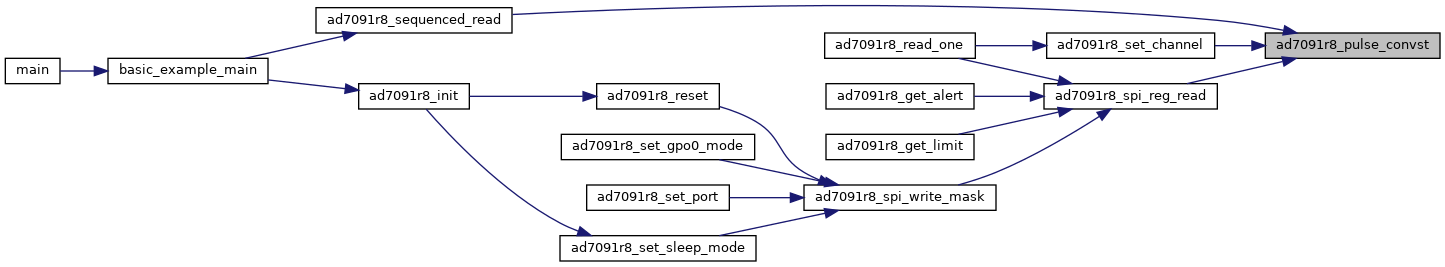 ad7091r8_sequenced_read
ad7091r8_read_one
ad7091r8_set_channel
ad7091r8_pulse_convst
main
basic_example_main
ad7091r8_init
ad7091r8_reset
ad7091r8_get_alert
ad7091r8_spi_reg_read
ad7091r8_set_gpo0_mode
ad7091r8_get_limit
ad7091r8_set_port
ad7091r8_spi_write_mask
ad7091r8_set_sleep_mode